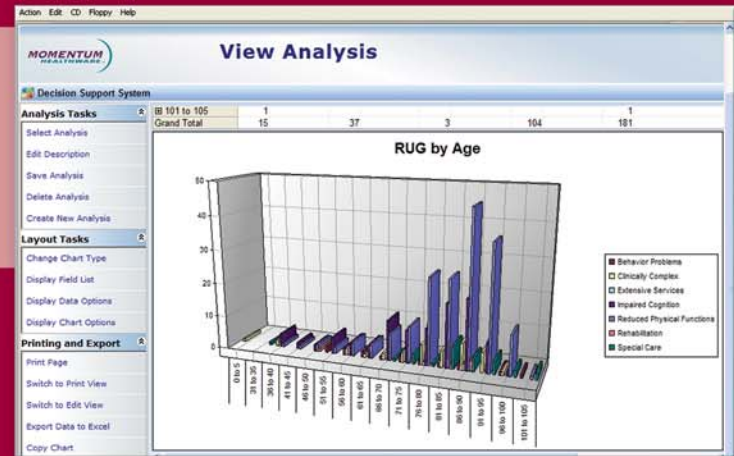 Action Edit CD Floppy Help
MOMENTUM
HEALTHWARE
View Analysis
Decision Support System
Analysis Tasks
Select Analysis
Edit Description
Save Analysis
Delete Analysis
Create New Analysis
Layout Tasks
Change Chart Type
Display Field List
Display Data Options
Display Chart Options
Printing and Export
Print Page
Switch to Print View
Switch to Edit View
Export Data to Excel
Copy Chart
101 to 105 1 1
Grand Total 15 37 3 104 181
RUG by Age
50
40
30
20
10
0
0 to 5
31 to 35
36 to 40
41 to 45
46 to 50
51 to 55
56 to 60
61 to 65
66 to 70
71 to 75
76 to 80
81 to 85
86 to 90
91 to 95
96 to 100
101 to 105
Behavior Problems
Clinically Complex
Extensive Services
Impaired Cognition
Reduced Physical Functions
Rehabilitation
Special Care